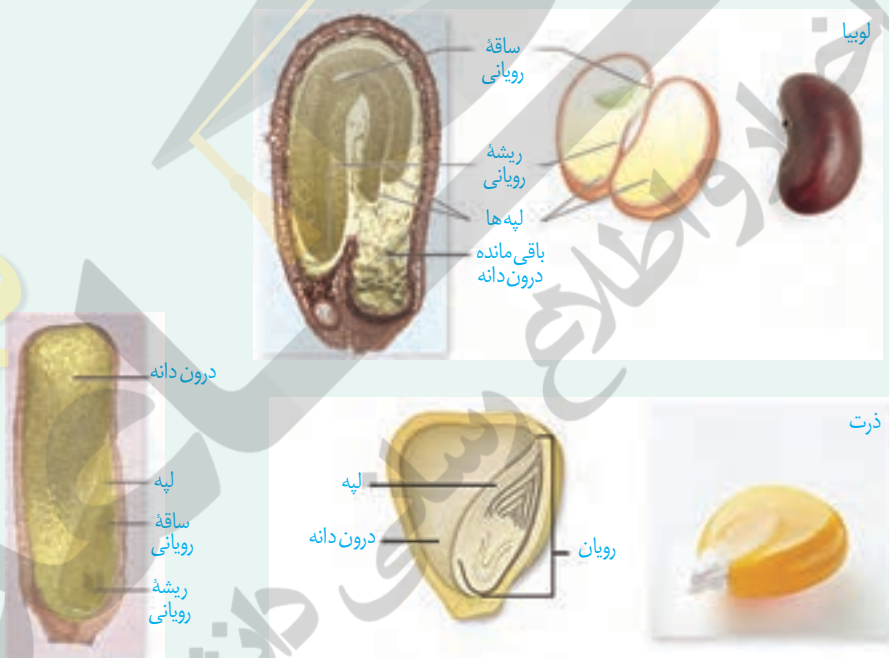 لوبیا
ساقهٔ
رویانی
ریشهٔ
رویانی
لپه‌ها
باقی‌مانده
درون‌دانه
درون‌دانه
لپه
ساقهٔ
رویانی
ریشهٔ
رویانی
ذرت
لپه
درون‌دانه
رویان